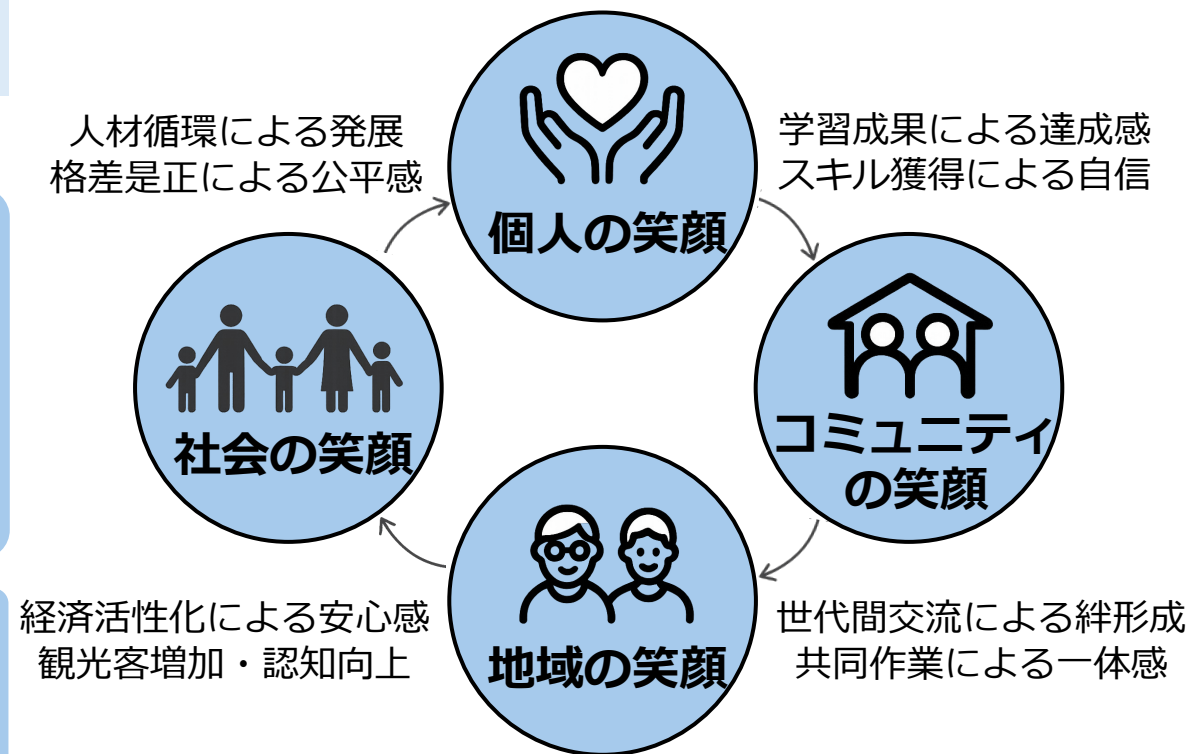 人材循環による発展
格差是正による公平感
学習成果による達成感
スキル獲得による自信
個人の笑顔
社会の笑顔
コミュニティ
の笑顔
地域の笑顔
経済活性化による安心感
観光客増加・認知向上
世代間交流による絆形成
共同作業による一体感